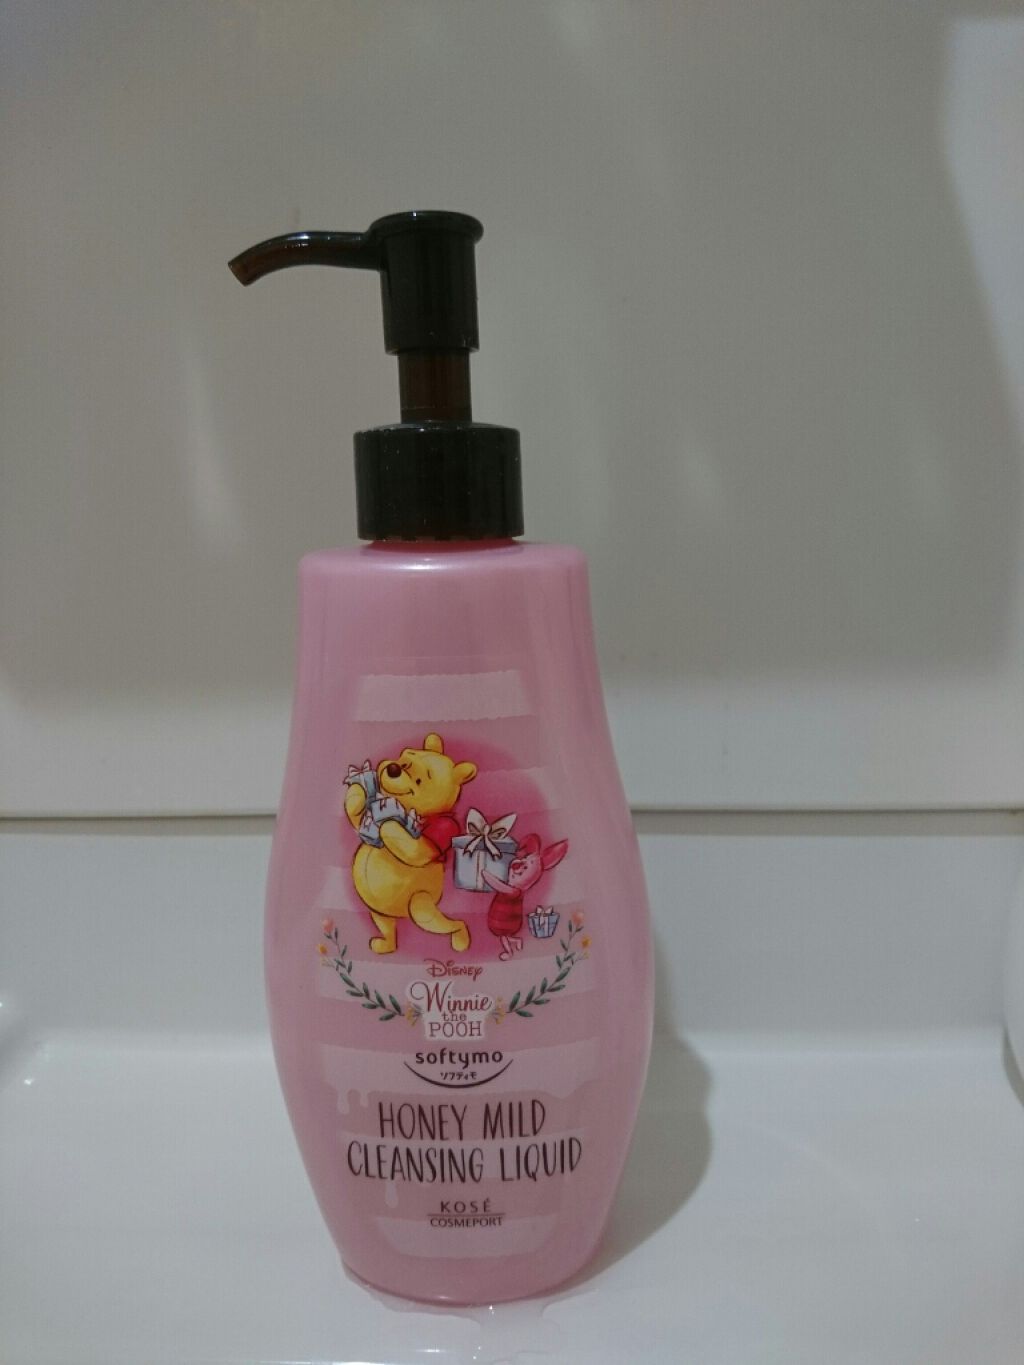 Disney
Winnie
the
POOH
softymo
ソフティモ
HONEY MILD
CLEANSING LIQUID
KOSÉ
COSMEPORT